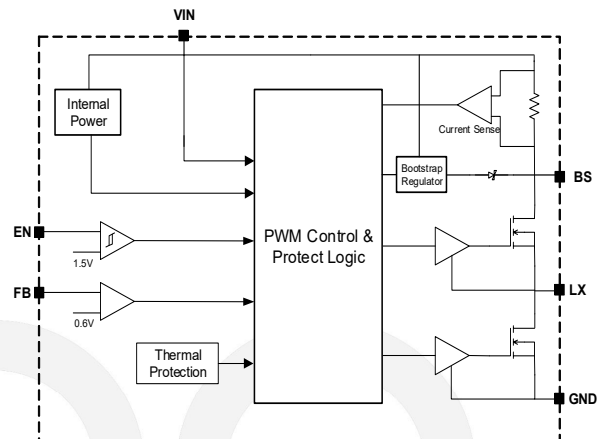 VIN
Internal
Power
Current Sense
Bootstrap
Regulator
BS
EN
1.5V
PWM Control &
Protect Logic
FB
0.6V
LX
Thermal
Protection
GND